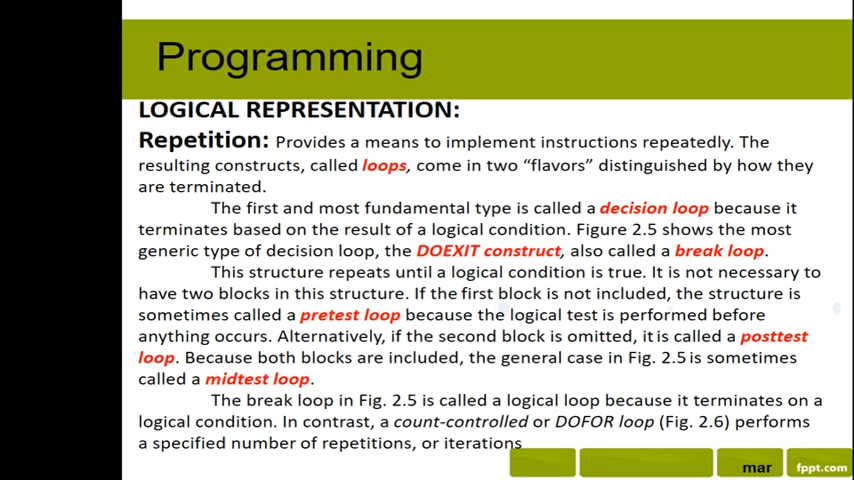 Programming
LOGICAL REPRESENTATION:
Repetition: Provides a means to implement instructions repeatedly. The
resulting constructs, called loops, come in two “flavors” distinguished by how they
are terminated.
The first and most fundamental type is called a decision loop because it
terminates based on the result of a logical condition. Figure 2.5 shows the most
generic type of decision loop, the DOEXIT construct, also called a break loop.
This structure repeats until a logical condition is true. It is not necessary to
have two blocks in this structure. If the first block is not included, the structure is
sometimes called a pretest loop because the logical test is performed before
anything occurs. Alternatively, if the second block is omitted, it is called a posttest
loop. Because both blocks are included, the general case in Fig. 2.5 is sometimes
called a midtest loop.
The break loop in Fig. 2.5 is called a logical loop because it terminates on a
logical condition. In contrast, a count-controlled or DOFOR loop (Fig. 2.6) performs
a specified number of repetitions, or iterations
mar
fppt.com